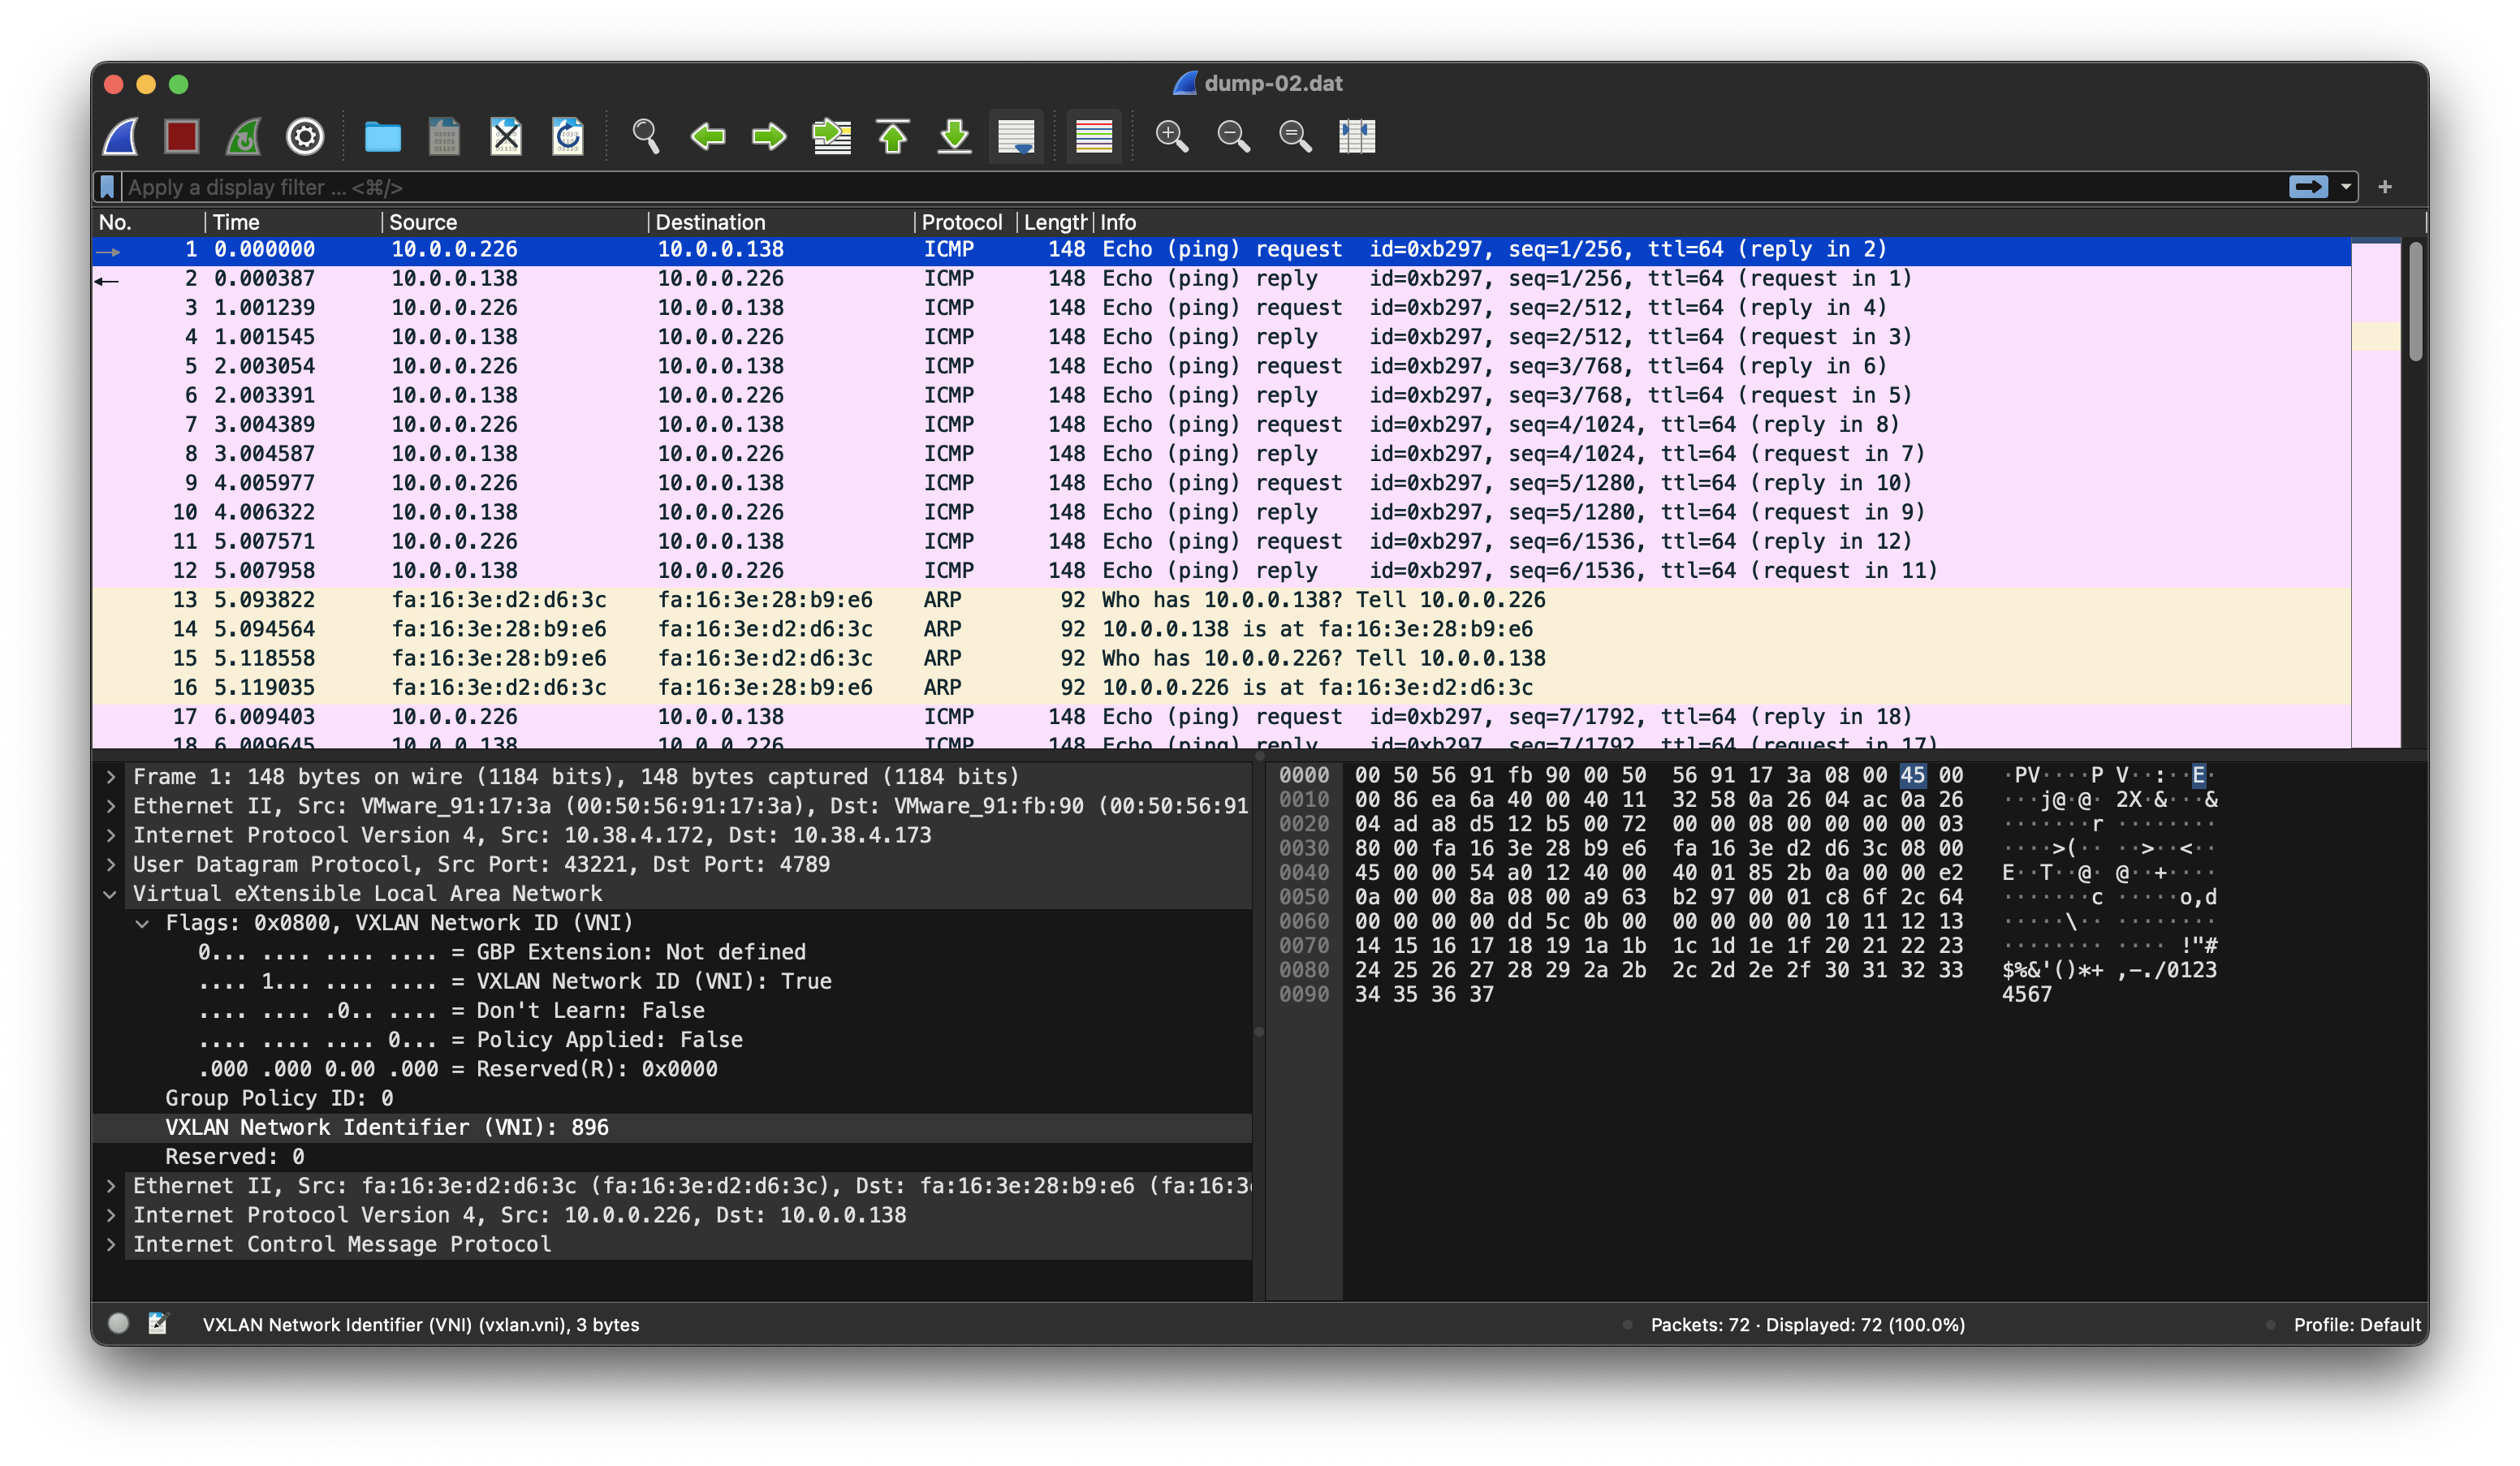 dump-02.dat
Apply a display filter ... <⌘/>
No. Time Source Destination Protocol Length Info
1 0.000000 10.0.0.226 10.0.0.138 ICMP 148 Echo (ping) request id=0xb297, seq=1/256, ttl=64 (reply in 2)
2 0.000387 10.0.0.138 10.0.0.226 ICMP 148 Echo (ping) reply id=0xb297, seq=1/256, ttl=64 (request in 1)
3 1.001239 10.0.0.226 10.0.0.138 ICMP 148 Echo (ping) request id=0xb297, seq=2/512, ttl=64 (reply in 4)
4 1.001545 10.0.0.138 10.0.0.226 ICMP 148 Echo (ping) reply id=0xb297, seq=2/512, ttl=64 (request in 3)
5 2.003054 10.0.0.226 10.0.0.138 ICMP 148 Echo (ping) request id=0xb297, seq=3/768, ttl=64 (reply in 6)
6 2.003391 10.0.0.138 10.0.0.226 ICMP 148 Echo (ping) reply id=0xb297, seq=3/768, ttl=64 (request in 5)
7 3.004389 10.0.0.226 10.0.0.138 ICMP 148 Echo (ping) request id=0xb297, seq=4/1024, ttl=64 (reply in 8)
8 3.004587 10.0.0.138 10.0.0.226 ICMP 148 Echo (ping) reply id=0xb297, seq=4/1024, ttl=64 (request in 7)
9 4.005977 10.0.0.226 10.0.0.138 ICMP 148 Echo (ping) request id=0xb297, seq=5/1280, ttl=64 (reply in 10)
10 4.006322 10.0.0.138 10.0.0.226 ICMP 148 Echo (ping) reply id=0xb297, seq=5/1280, ttl=64 (request in 9)
11 5.007571 10.0.0.226 10.0.0.138 ICMP 148 Echo (ping) request id=0xb297, seq=6/1536, ttl=64 (reply in 12)
12 5.007958 10.0.0.138 10.0.0.226 ICMP 148 Echo (ping) reply id=0xb297, seq=6/1536, ttl=64 (request in 11)
13 5.093822 fa:16:3e:d2:d6:3c fa:16:3e:28:b9:e6 ARP 92 Who has 10.0.0.138? Tell 10.0.0.226
14 5.094564 fa:16:3e:28:b9:e6 fa:16:3e:d2:d6:3c ARP 92 10.0.0.138 is at fa:16:3e:28:b9:e6
15 5.118558 fa:16:3e:28:b9:e6 fa:16:3e:d2:d6:3c ARP 92 Who has 10.0.0.226? Tell 10.0.0.138
16 5.119035 fa:16:3e:d2:d6:3c fa:16:3e:28:b9:e6 ARP 92 10.0.0.226 is at fa:16:3e:d2:d6:3c
17 6.009403 10.0.0.226 10.0.0.138 ICMP 148 Echo (ping) request id=0xb297, seq=7/1792, ttl=64 (reply in 18)
18 6.009645 10.0.0.138 10.0.0.226 ICMP 148 Echo (ping) reply id=0xb297, seq=7/1792, ttl=64 (request in 17)
Frame 1: 148 bytes on wire (1184 bits), 148 bytes captured (1184 bits)
Ethernet II, Src: VMware_91:17:3a (00:50:56:91:17:3a), Dst: VMware_91:fb:90 (00:50:56:91
Internet Protocol Version 4, Src: 10.38.4.172, Dst: 10.38.4.173
User Datagram Protocol, Src Port: 43221, Dst Port: 4789
Virtual eXtensible Local Area Network
Flags: 0x0800, VXLAN Network ID (VNI)
0... .... .... .... = GBP Extension: Not defined
.... 1... .... .... = VXLAN Network ID (VNI): True
.... .... .0.. .... = Don't Learn: False
.... .... .... 0... = Policy Applied: False
.000 .000 0.00 .000 = Reserved(R): 0x0000
Group Policy ID: 0
VXLAN Network Identifier (VNI): 896
Reserved: 0
Ethernet II, Src: fa:16:3e:d2:d6:3c (fa:16:3e:d2:d6:3c), Dst: fa:16:3e:28:b9:e6 (fa:16:3e
Internet Protocol Version 4, Src: 10.0.0.226, Dst: 10.0.0.138
Internet Control Message Protocol
0000 00 50 56 91 fb 90 00 50 56 91 17 3a 08 00 45 00 ·PV····P V··:··E·
0010 00 86 ea 6a 40 00 40 11 32 58 0a 26 04 ac 0a 26 ···j@·@· 2X·&···&
0020 04 ad a8 d5 12 b5 00 72 00 00 08 00 00 00 00 03 ·······r ········
0030 80 00 fa 16 3e 28 b9 e6 fa 16 3e d2 d6 3c 08 00 ····>(·· ··>··<··
0040 45 00 00 54 a0 12 40 00 40 01 85 2b 0a 00 00 e2 E··T··@· @··+····
0050 0a 00 00 8a 08 00 a9 63 b2 97 00 01 c8 6f 2c 64 ·······c ·····o,d
0060 00 00 00 00 dd 5c 0b 00 00 00 00 00 10 11 12 13 ·····\·· ········
0070 14 15 16 17 18 19 1a 1b 1c 1d 1e 1f 20 21 22 23 ········ ···· !"#
0080 24 25 26 27 28 29 2a 2b 2c 2d 2e 2f 30 31 32 33 $%&'()*+ ,-./0123
0090 34 35 36 37 4567
VXLAN Network Identifier (VNI) (vxlan.vni), 3 bytes
Packets: 72 · Displayed: 72 (100.0%)
Profile: Default